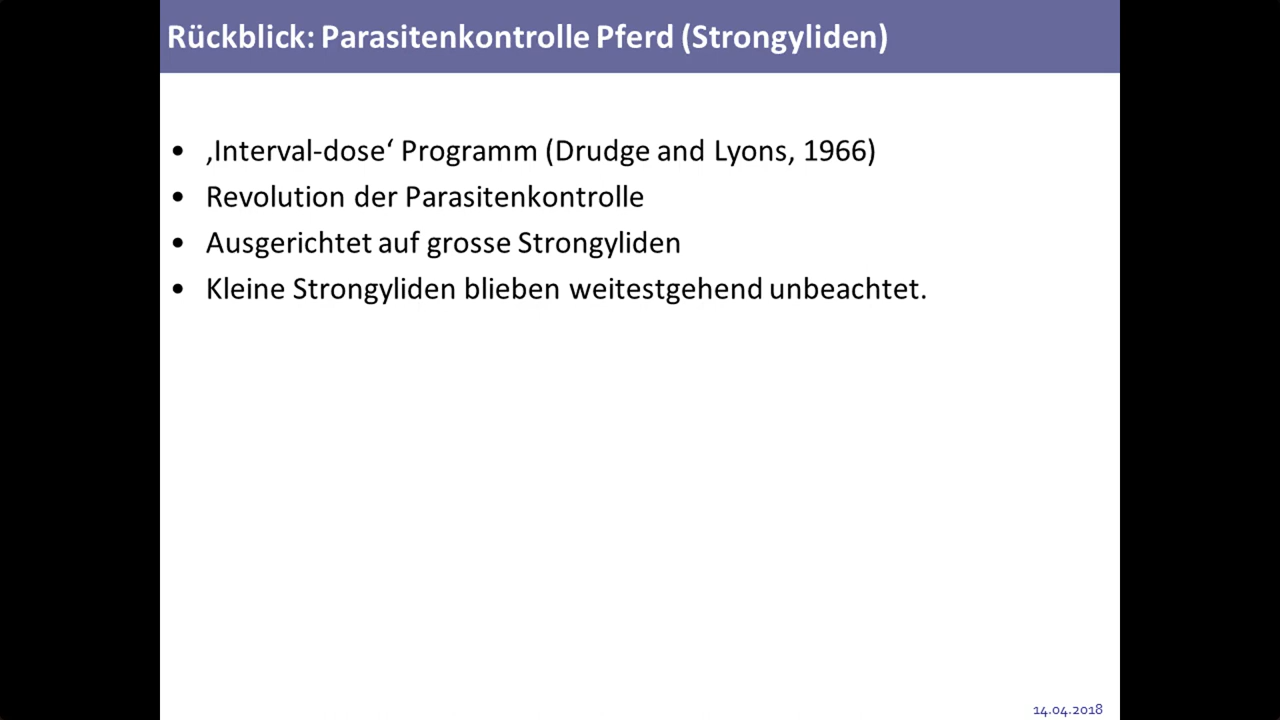 Rückblick: Parasitenkontrolle Pferd (Strongyliden)
• ‚Interval-dose‘ Programm (Drudge and Lyons, 1966)
• Revolution der Parasitenkontrolle
• Ausgerichtet auf grosse Strongyliden
• Kleine Strongyliden blieben weitestgehend unbeachtet.
14.04.2018